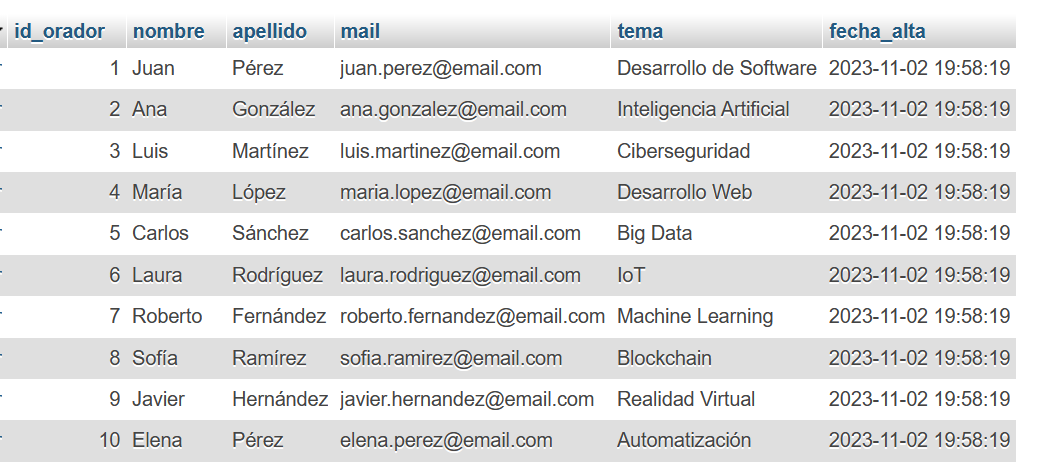 id_orador nombre apellido mail tema fecha_alta
1 Juan Pérez juan.perez@email.com Desarrollo de Software 2023-11-02 19:58:19
2 Ana González ana.gonzalez@email.com Inteligencia Artificial 2023-11-02 19:58:19
3 Luis Martínez luis.martinez@email.com Ciberseguridad 2023-11-02 19:58:19
4 María López maria.lopez@email.com Desarrollo Web 2023-11-02 19:58:19
5 Carlos Sánchez carlos.sanchez@email.com Big Data 2023-11-02 19:58:19
6 Laura Rodríguez laura.rodriguez@email.com IoT 2023-11-02 19:58:19
7 Roberto Fernández roberto.fernandez@email.com Machine Learning 2023-11-02 19:58:19
8 Sofía Ramírez sofia.ramirez@email.com Blockchain 2023-11-02 19:58:19
9 Javier Hernández javier.hernandez@email.com Realidad Virtual 2023-11-02 19:58:19
10 Elena Pérez elena.perez@email.com Automatización 2023-11-02 19:58:19